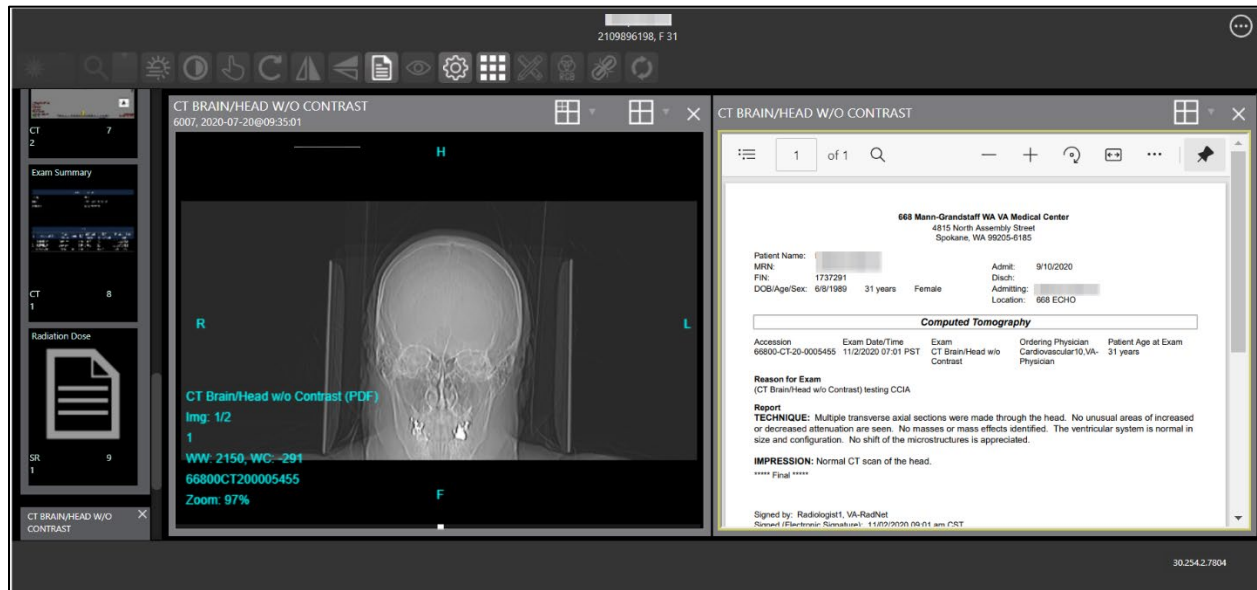 2109896198, F 31
CT 7
2
Exam Summary
CT 8
1
Radiation Dose
SR 9
1
CT BRAIN/HEAD W/O
CONTRAST
CT BRAIN/HEAD W/O CONTRAST
6007, 2020-07-20@09:35:01
H
R
L
CT Brain/Head w/o Contrast (PDF)
Img: 1/2
1
WW: 2150, WC: -291
66800CT200005455
Zoom: 97%
F
CT BRAIN/HEAD W/O CONTRAST
1 of 1
668 Mann-Grandstaff WA VA Medical Center
4815 North Assembly Street
Spokane, WA 99205-6185
Patient Name:
MRN: Admit: 9/10/2020
FIN: 1737291 Disch:
DOB/Age/Sex: 6/8/1989 31 years Female Admitting:
Location: 668 ECHO
Computed Tomography
Accession Exam Date/Time Exam Ordering Physician Patient Age at Exam
66800-CT-20-0005455 11/2/2020 07:01 PST CT Brain/Head w/o Cardiovascular10,VA- 31 years
Contrast Physician
Reason for Exam
(CT Brain/Head w/o Contrast) testing CCIA
Report
TECHNIQUE: Multiple transverse axial sections were made through the head. No unusual areas of increased
or decreased attenuation are seen. No masses or mass effects identified. The ventricular system is normal in
size and configuration. No shift of the microstructures is appreciated.
IMPRESSION: Normal CT scan of the head.
***** Final *****
Signed by: Radiologist1, VA-RadNet
Signed (Electronic Signature): 11/02/2020 09:01 am CST
30.254.2.7804